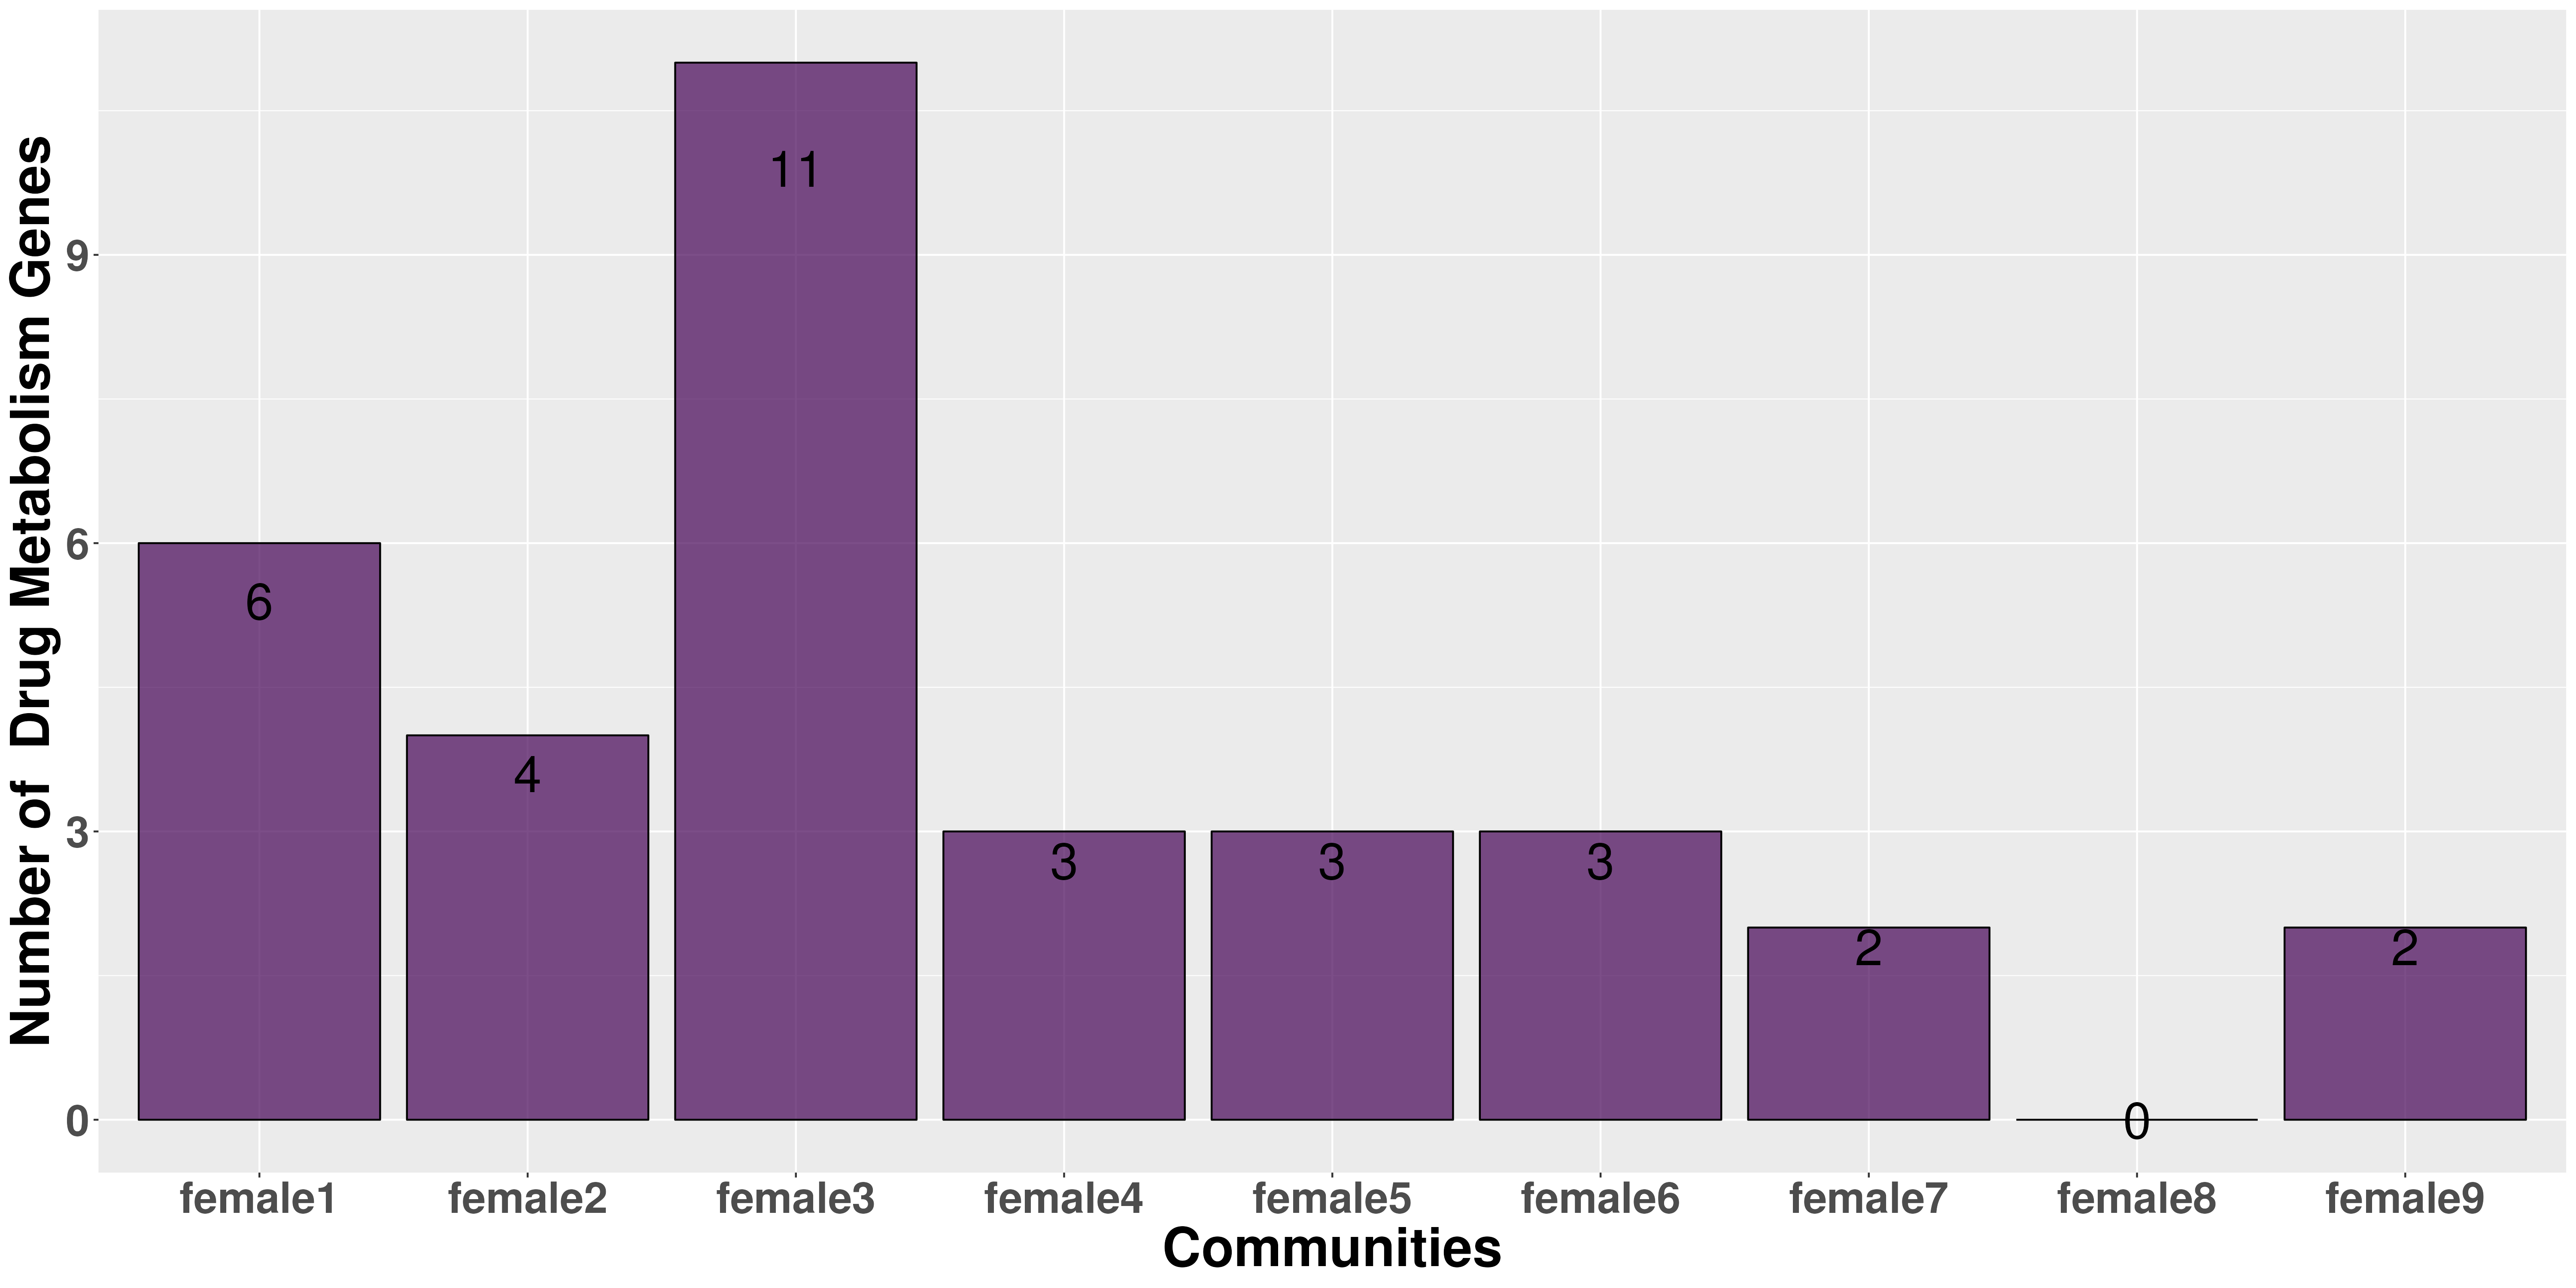 Number of  Drug Metabolism Genes
9
6
3
0
11
6
4
3
3
3
2
0
2
female1
female2
female3
female4
female5
female6
female7
female8
female9
Communities